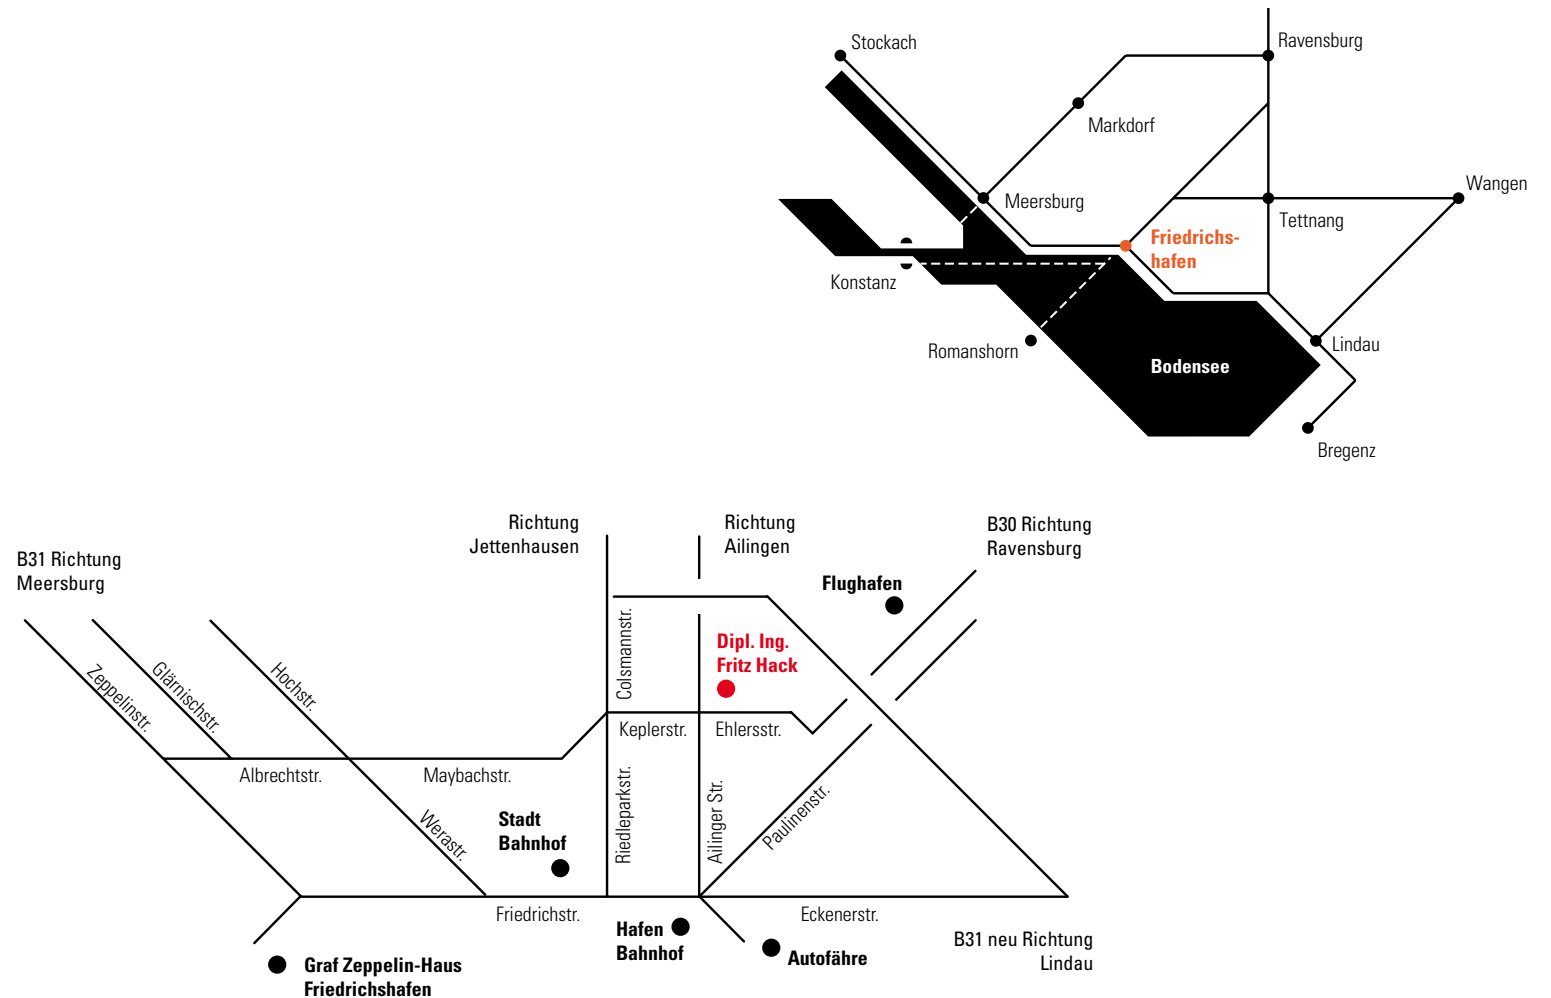 Stockach
Ravensburg
Markdorf
Wangen
Meersburg
Tettnang
Friedrichs-
hafen
Konstanz
Romanshorn
Lindau
Bodensee
Bregenz
Richtung
Jettenhausen
Richtung
Ailingen
B30 Richtung
Ravensburg
B31 Richtung
Meersburg
Flughafen
Colsmannstr.
Dipl. Ing.
Fritz Hack
Zeppelinstr.
Glärnischstr.
Hochstr.
Keplerstr.
Ehlersstr.
Albrechtstr.
Maybachstr.
Werastr.
Stadt
Bahnhof
Riedleparkstr.
Ailinger Str.
Paulinenstr.
Friedrichstr.
Eckenerstr.
Hafen
Bahnhof
Autofähre
B31 neu Richtung
Lindau
Graf Zeppelin-Haus
Friedrichshafen